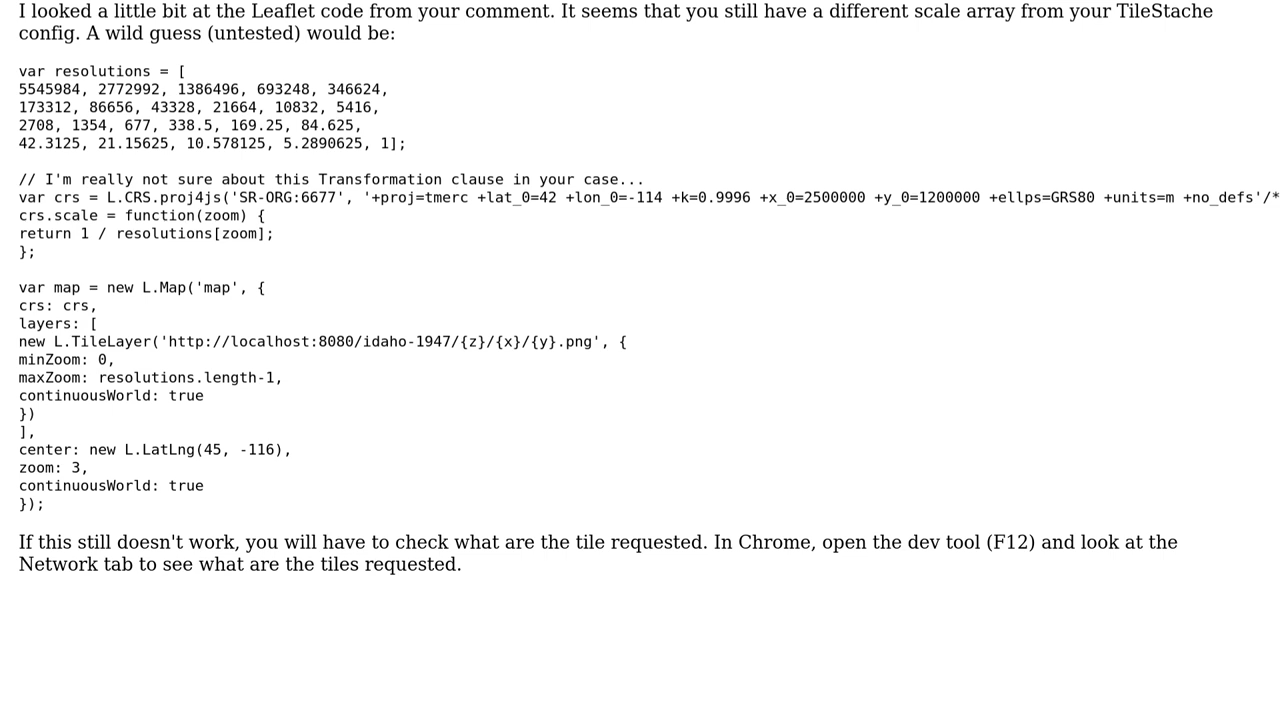 I looked a little bit at the Leaflet code from your comment. It seems that you still have a different scale array from your TileStache
config. A wild guess (untested) would be:
var resolutions = [
5545984, 2772992, 1386496, 693248, 346624,
173312, 86656, 43328, 21664, 10832, 5416,
2708, 1354, 677, 338.5, 169.25, 84.625,
42.3125, 21.15625, 10.578125, 5.2890625, 1];
// I'm really not sure about this Transformation clause in your case...
var crs = L.CRS.proj4js('SR-ORG:6677', '+proj=tmerc +lat_0=42 +lon_0=-114 +k=0.9996 +x_0=2500000 +y_0=1200000 +ellps=GRS80 +units=m +no_defs'/*
crs.scale = function(zoom) {
return 1 / resolutions[zoom];
};
var map = new L.Map('map', {
crs: crs,
layers: [
new L.TileLayer('http://localhost:8080/idaho-1947/{z}/{x}/{y}.png', {
minZoom: 0,
maxZoom: resolutions.length-1,
continuousWorld: true
})
],
center: new L.LatLng(45, -116),
zoom: 3,
continuousWorld: true
});
If this still doesn't work, you will have to check what are the tile requested. In Chrome, open the dev tool (F12) and look at the
Network tab to see what are the tiles requested.